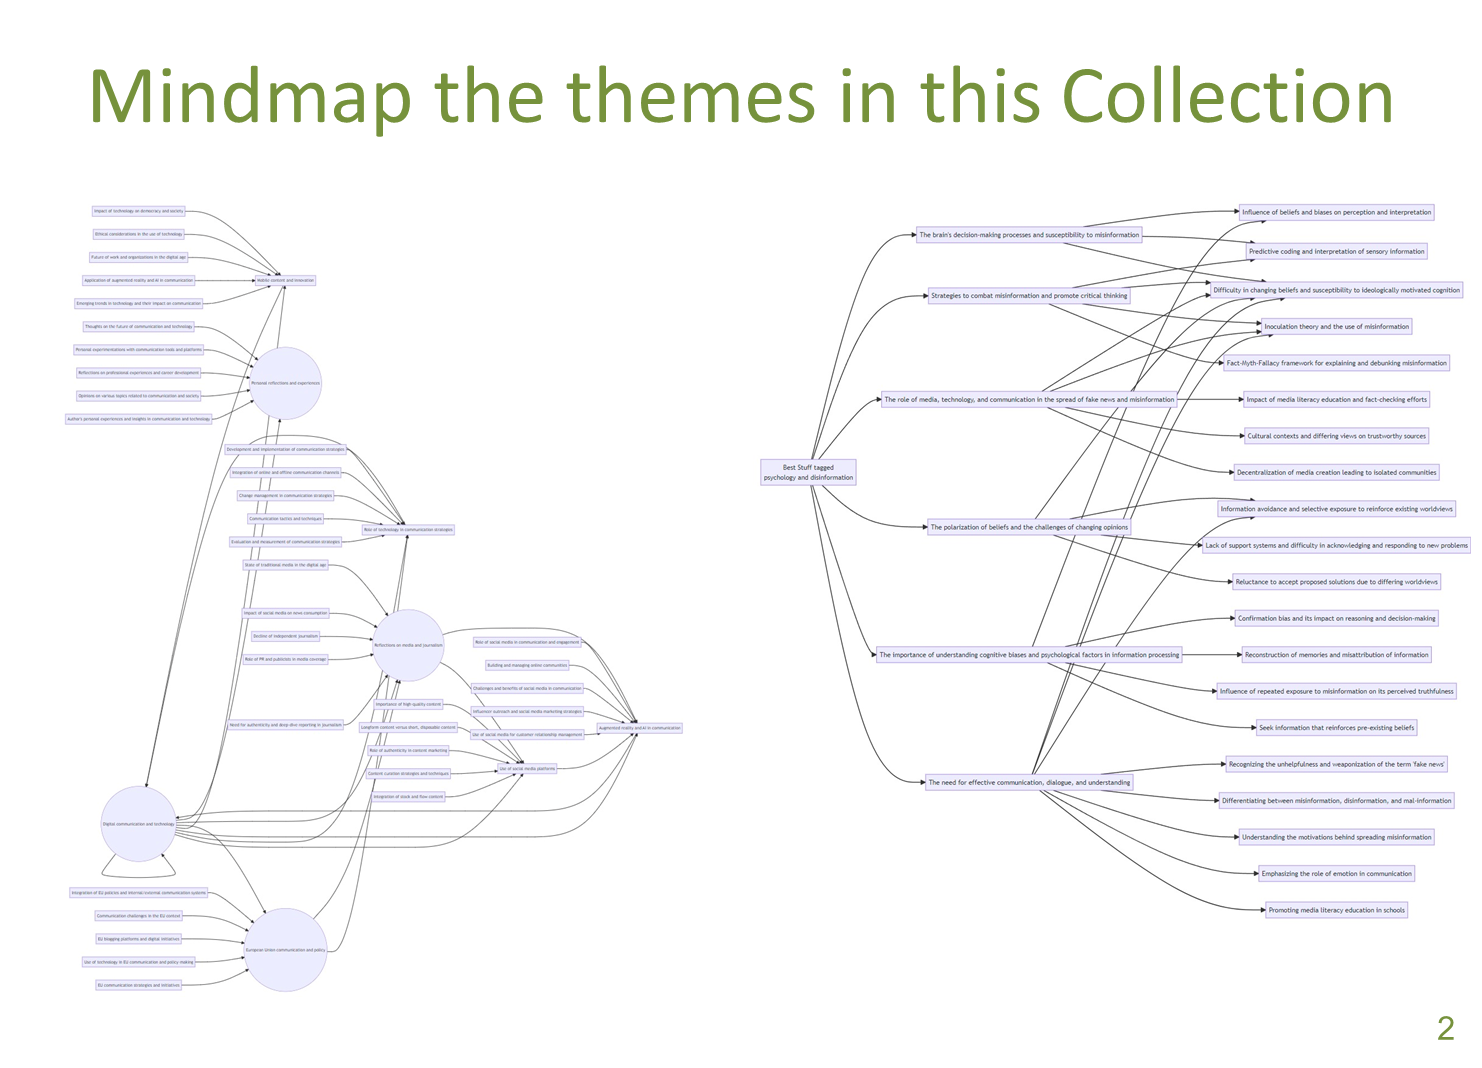 Mindmap the themes in this Collection
Impact of technology on democracy and society
Ethical considerations in the use of technology
Future of work and organizations in the digital age
Application of augmented reality and AI in communication
Emerging trends in technology and their impact on communication
Mobile content and innovation
Thoughts on the future of communication and technology
Personal experimentations with communication tools and platforms
Reflections on professional experiences and career development
Opinions on various topics related to communication and society
Author's personal experiences and insights in communication and technology
Personal reflections and experiences
Development and implementation of communication strategies
Integration of online and offline communication channels
Change management in communication strategies
Communication tactics and techniques
Evaluation and measurement of communication strategies
Role of technology in communication strategies
State of traditional media in the digital age
Impact of social media on news consumption
Decline of independent journalism
Role of PR and publicists in media coverage
Need for authenticity and deep-dive reporting in journalism
Reflections on media and journalism
Role of social media in communication and engagement
Building and managing online communities
Challenges and benefits of social media in communication
Influencer outreach and social media marketing strategies
Use of social media for customer relationship management
Augmented reality and AI in communication
Importance of high-quality content
Longform content versus short, disposable content
Role of authenticity in content marketing
Content curation strategies and techniques
Integration of stock and flow content
Use of social media platforms
Digital communication and technology
Integration of EU policies and internal/external communication systems
Communication challenges in the EU context
EU blogging platforms and digital initiatives
Use of technology in EU communication and policy making
EU communication strategies and initiatives
European Union communication and policy
Best Stuff tagged
psychology and disinformation
The brain's decision-making processes and susceptibility to misinformation
Strategies to combat misinformation and promote critical thinking
The role of media, technology, and communication in the spread of fake news and misinformation
The polarization of beliefs and the challenges of changing opinions
The importance of understanding cognitive biases and psychological factors in information processing
The need for effective communication, dialogue, and understanding
Influence of beliefs and biases on perception and interpretation
Predictive coding and interpretation of sensory information
Difficulty in changing beliefs and susceptibility to ideologically motivated cognition
Inoculation theory and the use of misinformation
Fact-Myth-Fallacy framework for explaining and debunking misinformation
Impact of media literacy education and fact-checking efforts
Cultural contexts and differing views on trustworthy sources
Decentralization of media creation leading to isolated communities
Information avoidance and selective exposure to reinforce existing worldviews
Lack of support systems and difficulty in acknowledging and responding to new problems
Reluctance to accept proposed solutions due to differing worldviews
Confirmation bias and its impact on reasoning and decision-making
Reconstruction of memories and misattribution of information
Influence of repeated exposure to misinformation on its perceived truthfulness
Seek information that reinforces pre-existing beliefs
Recognizing the unhelpfulness and weaponization of the term 'fake news'
Differentiating between misinformation, disinformation, and mal-information
Understanding the motivations behind spreading misinformation
Emphasizing the role of emotion in communication
Promoting media literacy education in schools
2